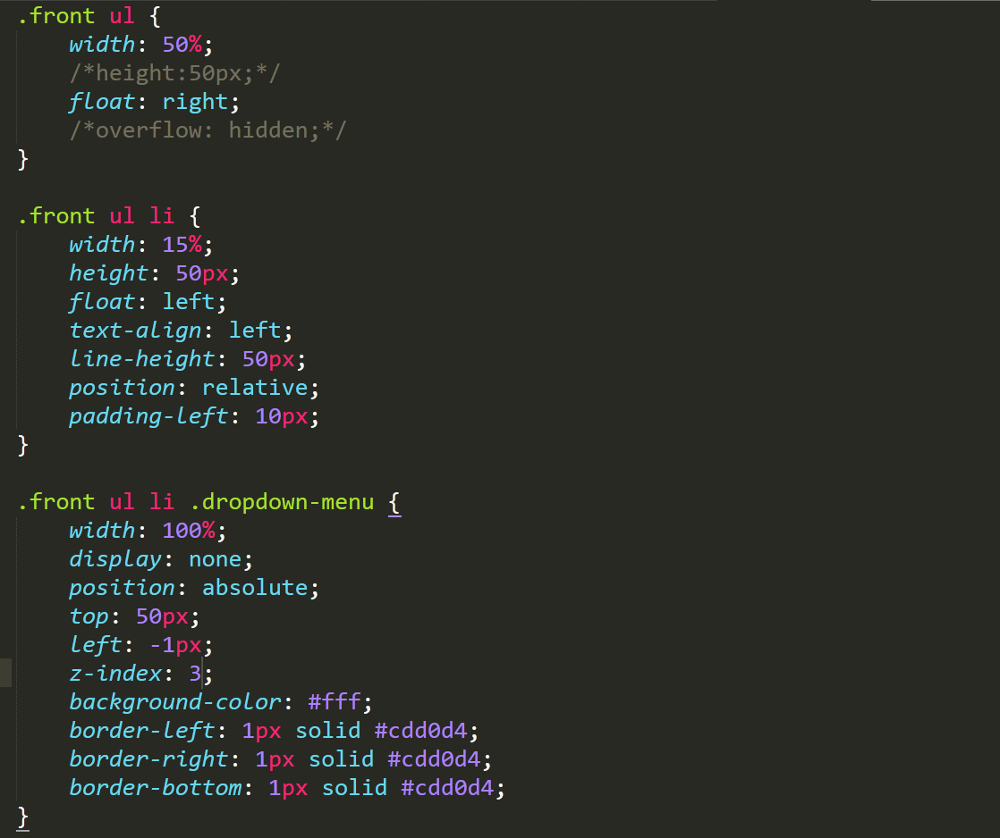 .front ul {
    width: 50%;
    /*height:50px;*/
    float: right;
    /*overflow: hidden;*/
}

.front ul li {
    width: 15%;
    height: 50px;
    float: left;
    text-align: left;
    line-height: 50px;
    position: relative;
    padding-left: 10px;
}

.front ul li .dropdown-menu {
    width: 100%;
    display: none;
    position: absolute;
    top: 50px;
    left: -1px;
    z-index: 3;
    background-color: #fff;
    border-left: 1px solid #cdd0d4;
    border-right: 1px solid #cdd0d4;
    border-bottom: 1px solid #cdd0d4;
}